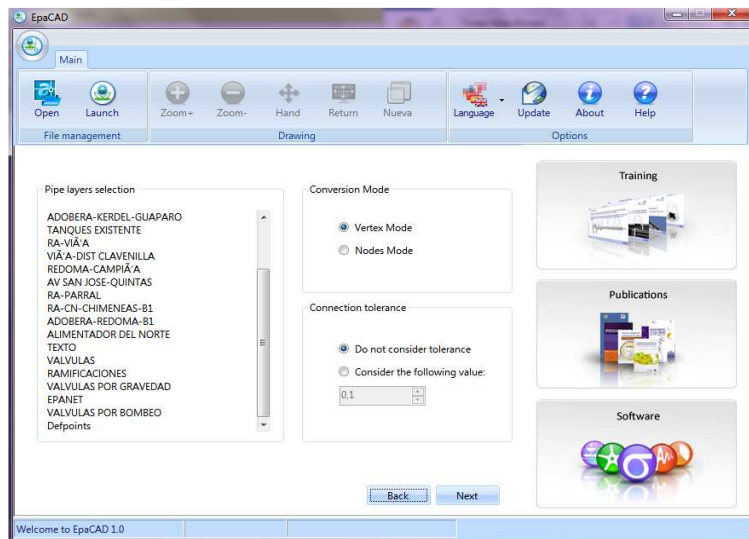 EpaCAD
Main
Open
Launch
Zoom+
Zoom-
Hand
Return
Nueva
Language
Update
About
Help
File management
Drawing
Options
Pipe layers selection
ADOBERA-KERDEL-GUAPARO
TANQUES EXISTENTE
RA-VIÃ'A
VIÃ'A-DIST CLAVENILLA
REDOMA-CAMPIÃ'A
AV SAN JOSE-QUINTAS
RA-PARRAL
RA-CN-CHIMENEAS-B1
ADOBERA-REDOMA-B1
ALIMENTADOR DEL NORTE
TEXTO
VALVULAS
RAMIFICACIONES
VALVULAS POR GRAVEDAD
EPANET
VALVULAS POR BOMBEO
Defpoints
Conversion Mode
Vertex Mode
Nodes Mode
Connection tolerance
Do not consider tolerance
Consider the following value:
0,1
Back
Next
Training
Publications
Software
Welcome to EpaCAD 1.0